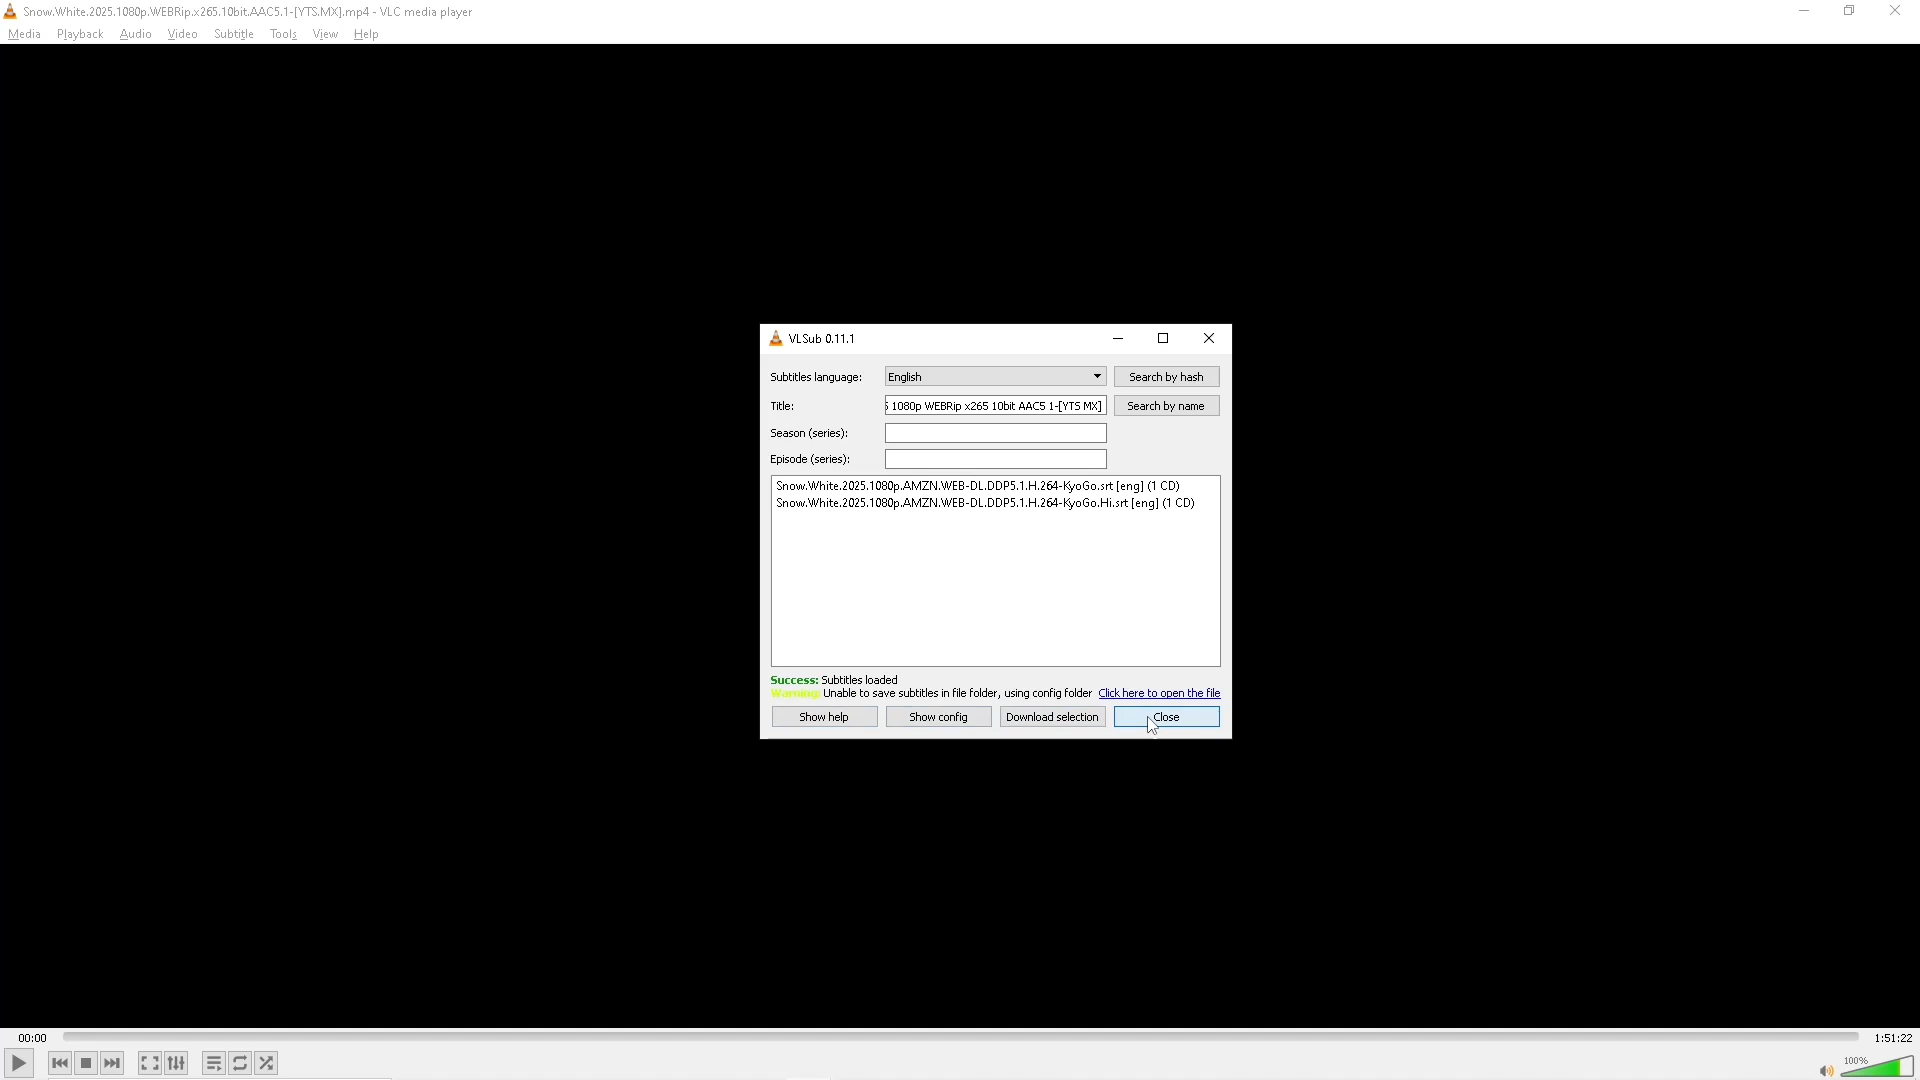 Snow.White.2025.1080p.WEBRip.x265.10bit.AAC5.1-[YTS.MX].mp4 - VLC media player
Media Playback Audio Video Subtitle Tools View Help
VLSub 0.11.1
Subtitles language: English Search by hash
Title: 5 1080p WEBRip x265 10bit AAC5 1-[YTS MX] Search by name
Season (series):
Episode (series):
Snow.White.2025.1080p.AMZN.WEB-DL.DDP5.1.H.264-KyoGo.srt [eng] (1 CD)
Snow.White.2025.1080p.AMZN.WEB-DL.DDP5.1.H.264-KyoGo.Hi.srt [eng] (1 CD)
Success: Subtitles loaded
Warning: Unable to save subtitles in file folder, using config folder Click here to open the file
Show help Show config Download selection Close
00:00 1:51:22
100%